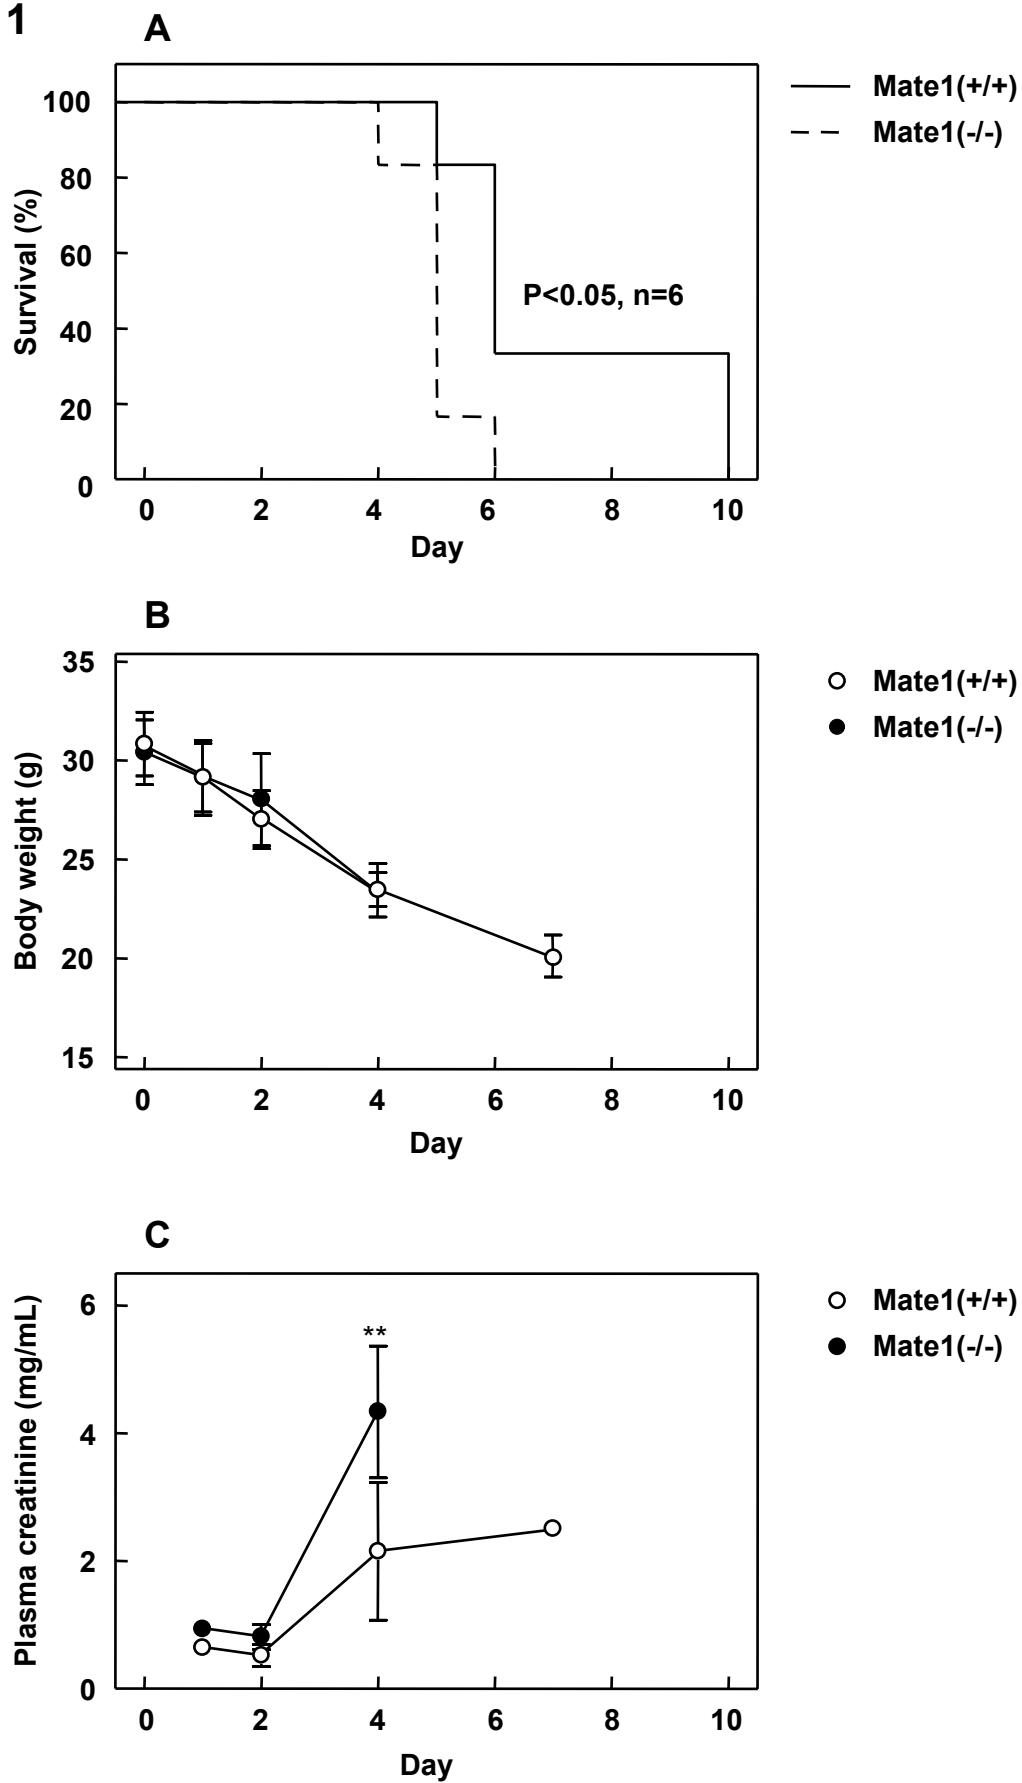 1
A
Mate1(+/+)
Mate1(-/-)
100
80
60
40
20
0
Survival (%)
P<0.05, n=6
0 2 4 6 8 10
Day
B
Mate1(+/+)
Mate1(-/-)
35
30
25
20
15
Body weight (g)
0 2 4 6 8 10
Day
C
Mate1(+/+)
Mate1(-/-)
6
4
2
0
Plasma creatinine (mg/mL)
**
0 2 4 6 8 10
Day